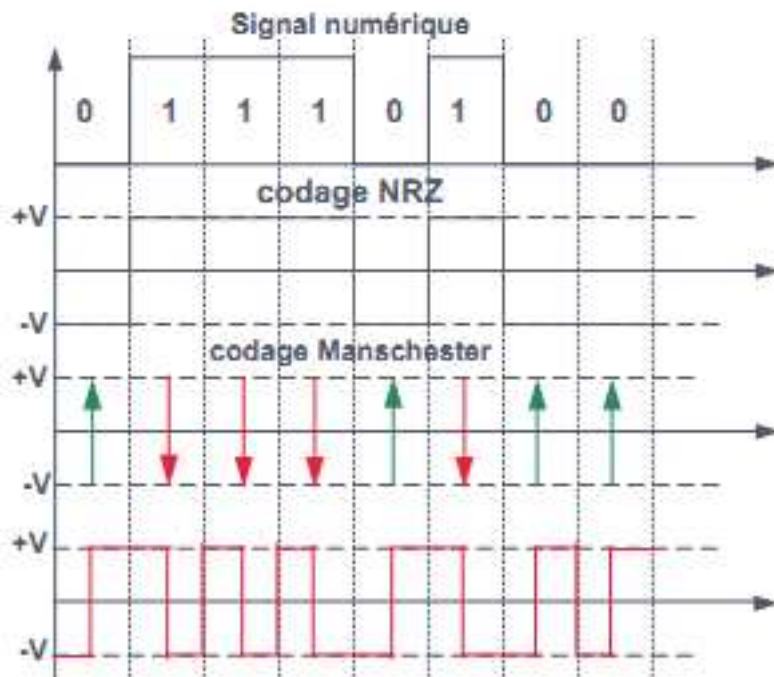 Signal numérique
0 1 1 1 0 1 0 0
codage NRZ
+V
-V
codage Manschester
+V
-V
+V
-V